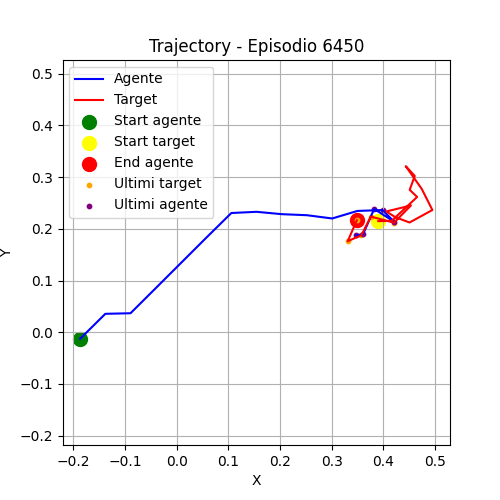 Trajectory - Episodio 6450
Agente
Target
Start agente
Start target
End agente
Ultimi target
Ultimi agente
0.5
0.4
0.3
0.2
0.1
0.0
−0.1
−0.2
Y
−0.2
−0.1
0.0
0.1
0.2
0.3
0.4
0.5
X